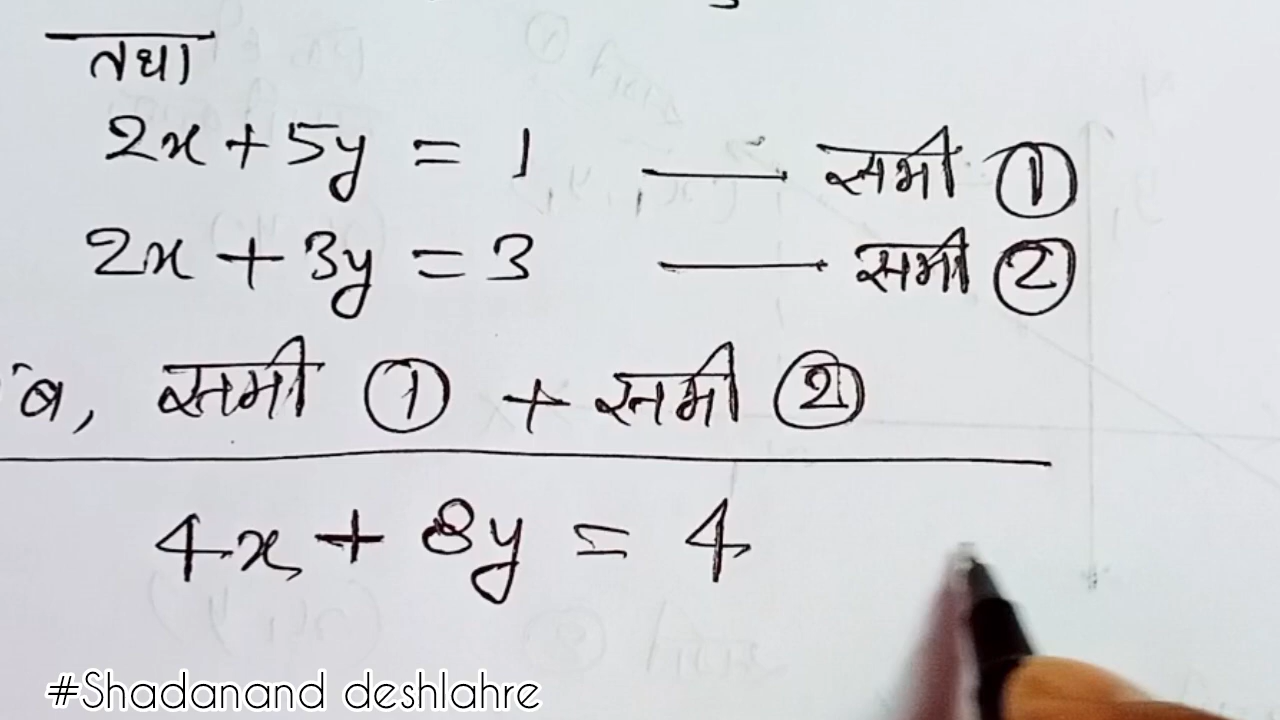 तथा
2x + 5y = 1 — समी ①
2x + 3y = 3 — समी ②
ब, समी ① + समी ②
4x + 8y = 4
#Shadanand deshlahre